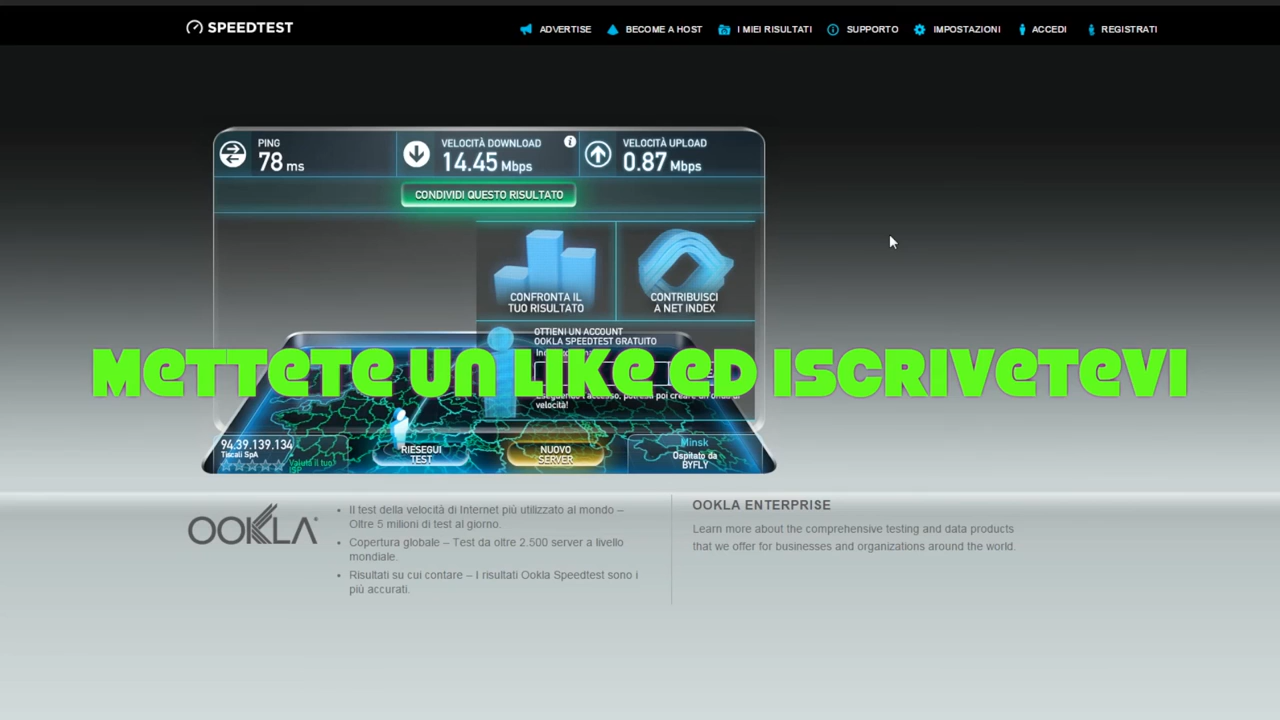 SPEEDTEST
ADVERTISE
BECOME A HOST
I MIEI RISULTATI
SUPPORTO
IMPOSTAZIONI
ACCEDI
REGISTRATI
PING
78 ms
VELOCITÀ DOWNLOAD
14.45 Mbps
VELOCITÀ UPLOAD
0.87 Mbps
CONDIVIDI QUESTO RISULTATO
CONFRONTA IL
TUO RISULTATO
CONTRIBUISCI
A NET INDEX
OTTIENI UN ACCOUNT
OOKLA SPEEDTEST GRATUITO
METTETE UN LIKE ED ISCRIVETEVI
velocità!
94.39.139.134
Tiscali SpA
Valuta il tuo
ISP
RIESEGUI
TEST
NUOVO
SERVER
Minsk
Ospitato da
BYFLY
OOKLA
• Il test della velocità di Internet più utilizzato al mondo –
Oltre 5 milioni di test al giorno.
• Copertura globale – Test da oltre 2.500 server a livello
mondiale.
• Risultati su cui contare – I risultati Ookla Speedtest sono i
più accurati.
OOKLA ENTERPRISE
Learn more about the comprehensive testing and data products
that we offer for businesses and organizations around the world.